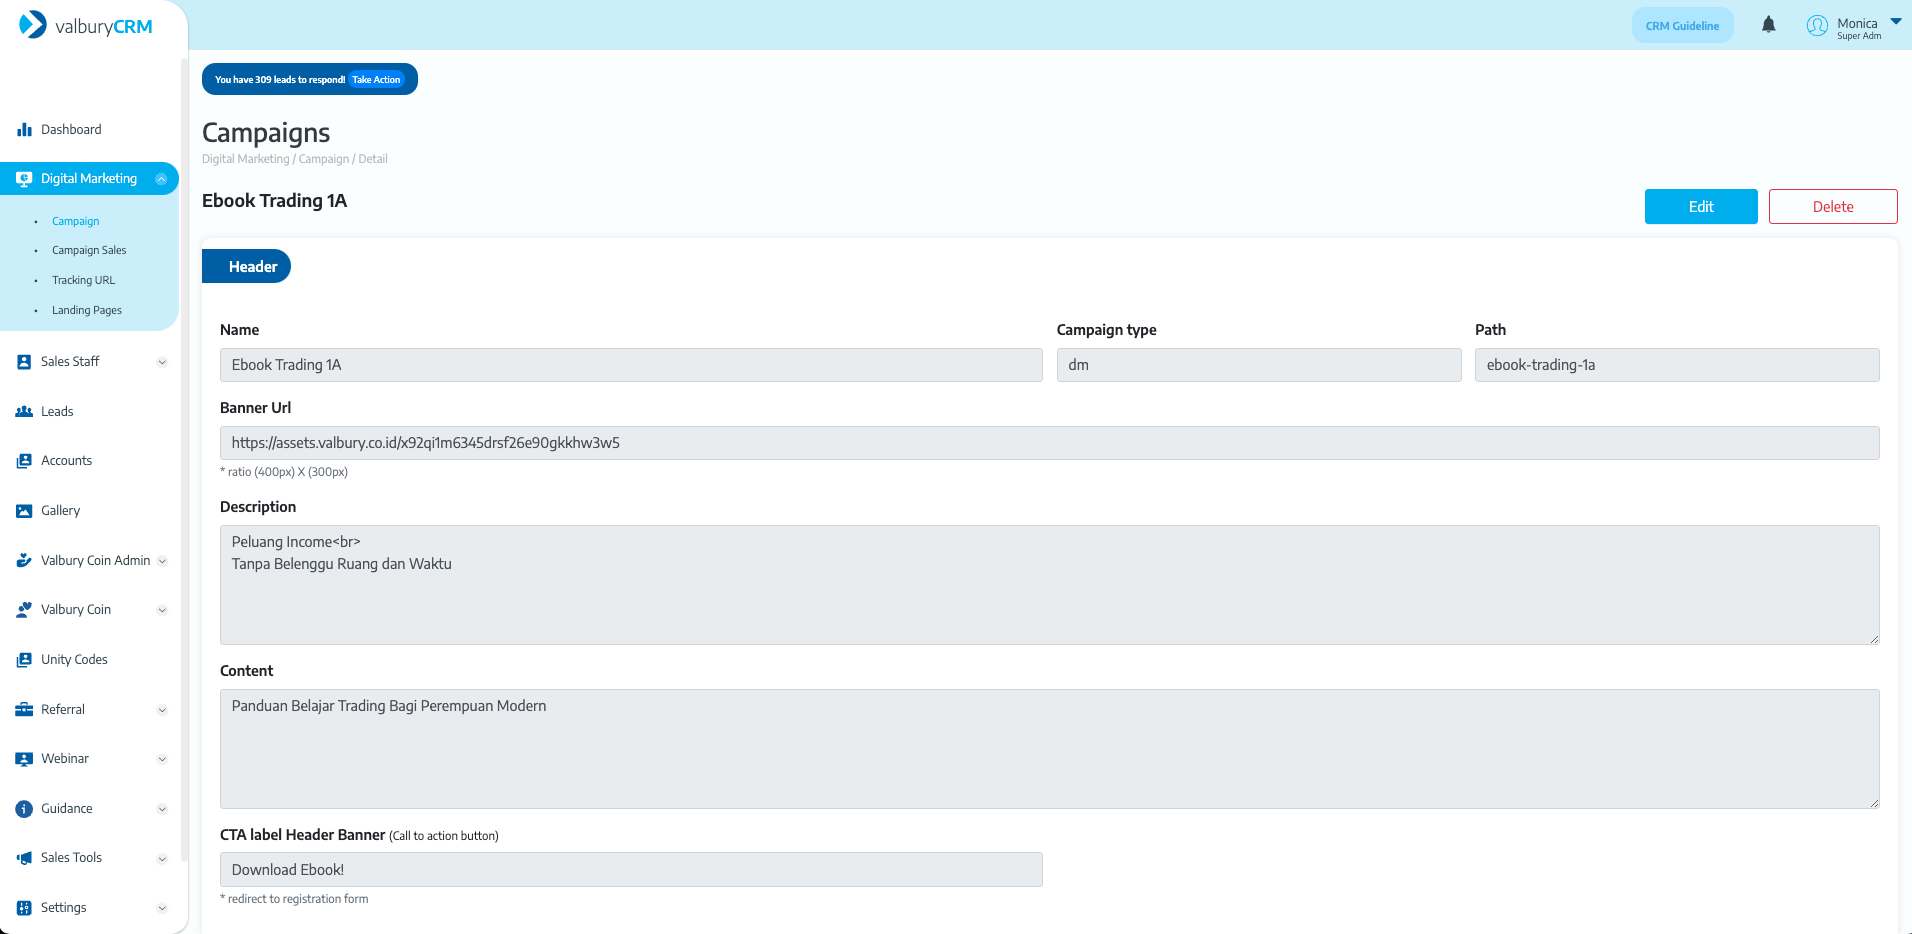 valburyCRM
CRM Guideline
Monica
Super Adm
You have 309 leads to respond! Take Action
Dashboard
Digital Marketing
Campaign
Campaign Sales
Tracking URL
Landing Pages
Sales Staff
Leads
Accounts
Gallery
Valbury Coin Admin
Valbury Coin
Unity Codes
Referral
Webinar
Guidance
Sales Tools
Settings
Campaigns
Digital Marketing / Campaign / Detail
Ebook Trading 1A
Edit
Delete
Header
Name
Campaign type
Path
Ebook Trading 1A
dm
ebook-trading-1a
Banner Url
https://assets.valbury.co.id/x92qi1m6345drsf26e90gkkhw3w5
* ratio (400px) X (300px)
Description
Peluang Income<br>
Tanpa Belenggu Ruang dan Waktu
Content
Panduan Belajar Trading Bagi Perempuan Modern
CTA label Header Banner (Call to action button)
Download Ebook!
* redirect to registration form